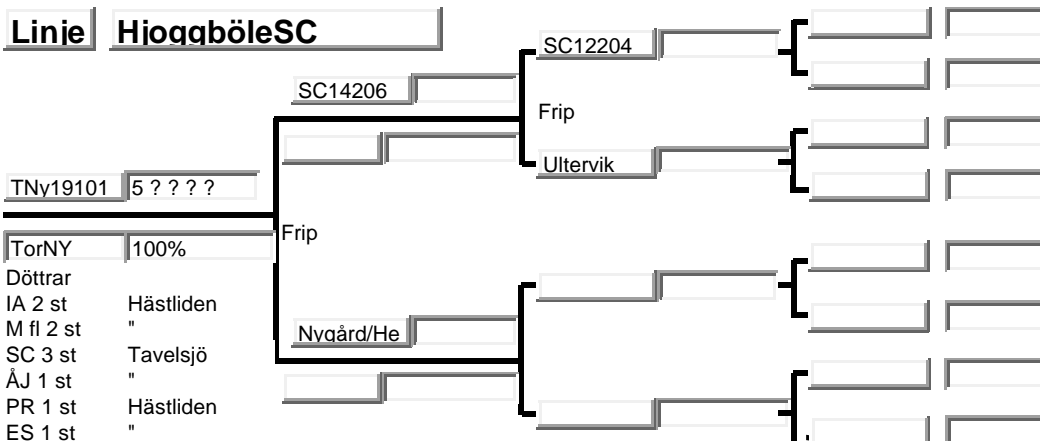 Linje HjoggböleSC
SC12204
SC14206
Frip
Ultervik
TNy19101 5 ? ? ? ?
Frip
TorNY 100%
Döttrar
IA 2 st Hästliden
M fl 2 st "
Nygård/He
SC 3 st Tavelsjö
ÅJ 1 st "
PR 1 st Hästliden
ES 1 st "